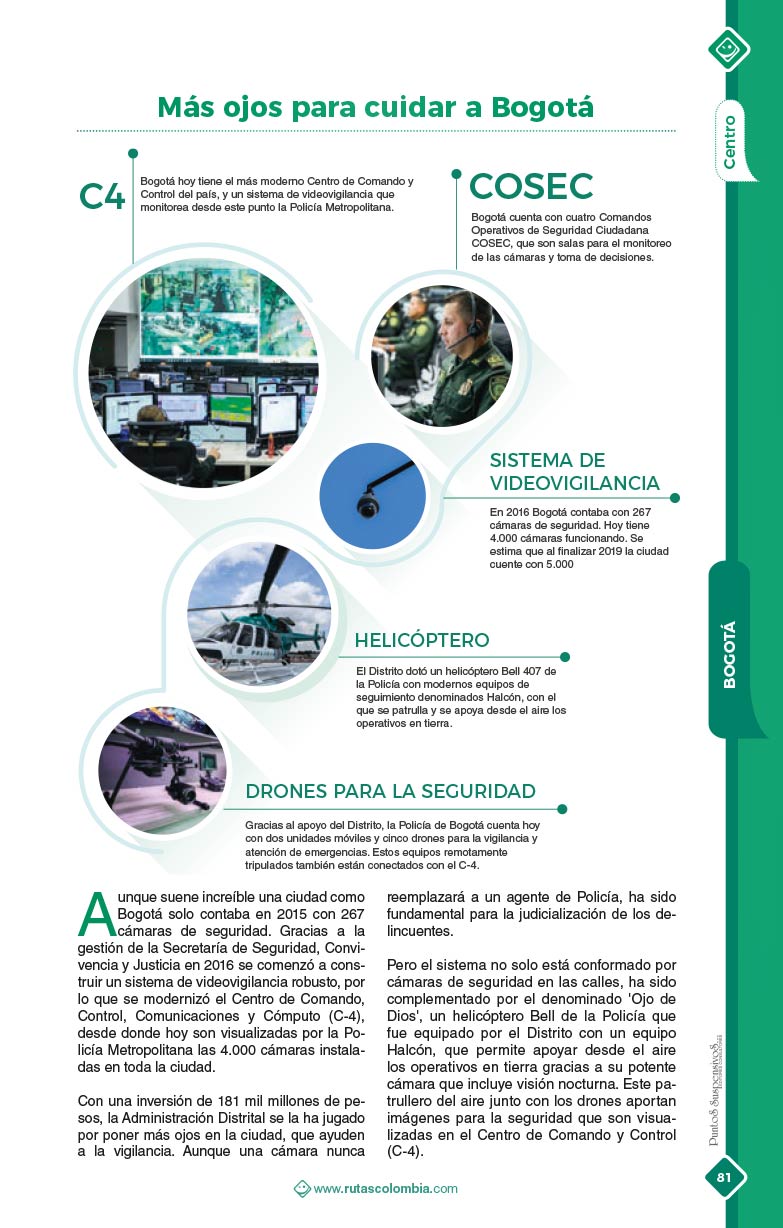 Más ojos para cuidar a Bogotá
C4
Bogotá hoy tiene el más moderno Centro de Comando y
Control del país, y un sistema de videovigilancia que
monitorea desde este punto la Policía Metropolitana.
COSEC
Bogotá cuenta con cuatro Comandos
Operativos de Seguridad Ciudadana
COSEC, que son salas para el monitoreo
de las cámaras y toma de decisiones.
SISTEMA DE
VIDEOVIGILANCIA
En 2016 Bogotá contaba con 267
cámaras de seguridad. Hoy tiene
4.000 cámaras funcionando. Se
estima que al finalizar 2019 la ciudad
cuente con 5.000
HELICÓPTERO
El Distrito dotó un helicóptero Bell 407 de
la Policía con modernos equipos de
seguimiento denominados Halcón, con el
que se patrulla y se apoya desde el aire los
operativos en tierra.
DRONES PARA LA SEGURIDAD
Gracias al apoyo del Distrito, la Policía de Bogotá cuenta hoy
con dos unidades móviles y cinco drones para la vigilancia y
atención de emergencias. Estos equipos remotamente
tripulados también están conectados con el C-4.
Aunque suene increíble una ciudad como
Bogotá solo contaba en 2015 con 267
cámaras de seguridad. Gracias a la
gestión de la Secretaría de Seguridad, Convi-
vencia y Justicia en 2016 se comenzó a cons-
truir un sistema de videovigilancia robusto, por
lo que se modernizó el Centro de Comando,
Control, Comunicaciones y Cómputo (C-4),
desde donde hoy son visualizadas por la Po-
licía Metropolitana las 4.000 cámaras instala-
das en toda la ciudad.
Con una inversión de 181 mil millones de pe-
sos, la Administración Distrital se la ha jugado
por poner más ojos en la ciudad, que ayuden
a la vigilancia. Aunque una cámara nunca
reemplazará a un agente de Policía, ha sido
fundamental para la judicialización de los de-
lincuentes.
Pero el sistema no solo está conformado por
cámaras de seguridad en las calles, ha sido
complementado por el denominado 'Ojo de
Dios', un helicóptero Bell de la Policía que
fue equipado por el Distrito con un equipo
Halcón, que permite apoyar desde el aire
los operativos en tierra gracias a su potente
cámara que incluye visión nocturna. Este pa-
trullero del aire junto con los drones aportan
imágenes para la seguridad que son visua-
lizadas en el Centro de Comando y Control
(C-4).
Centro
BOGOTÁ
PuntoS SuspensivoS
81
www.rutascolombia.com